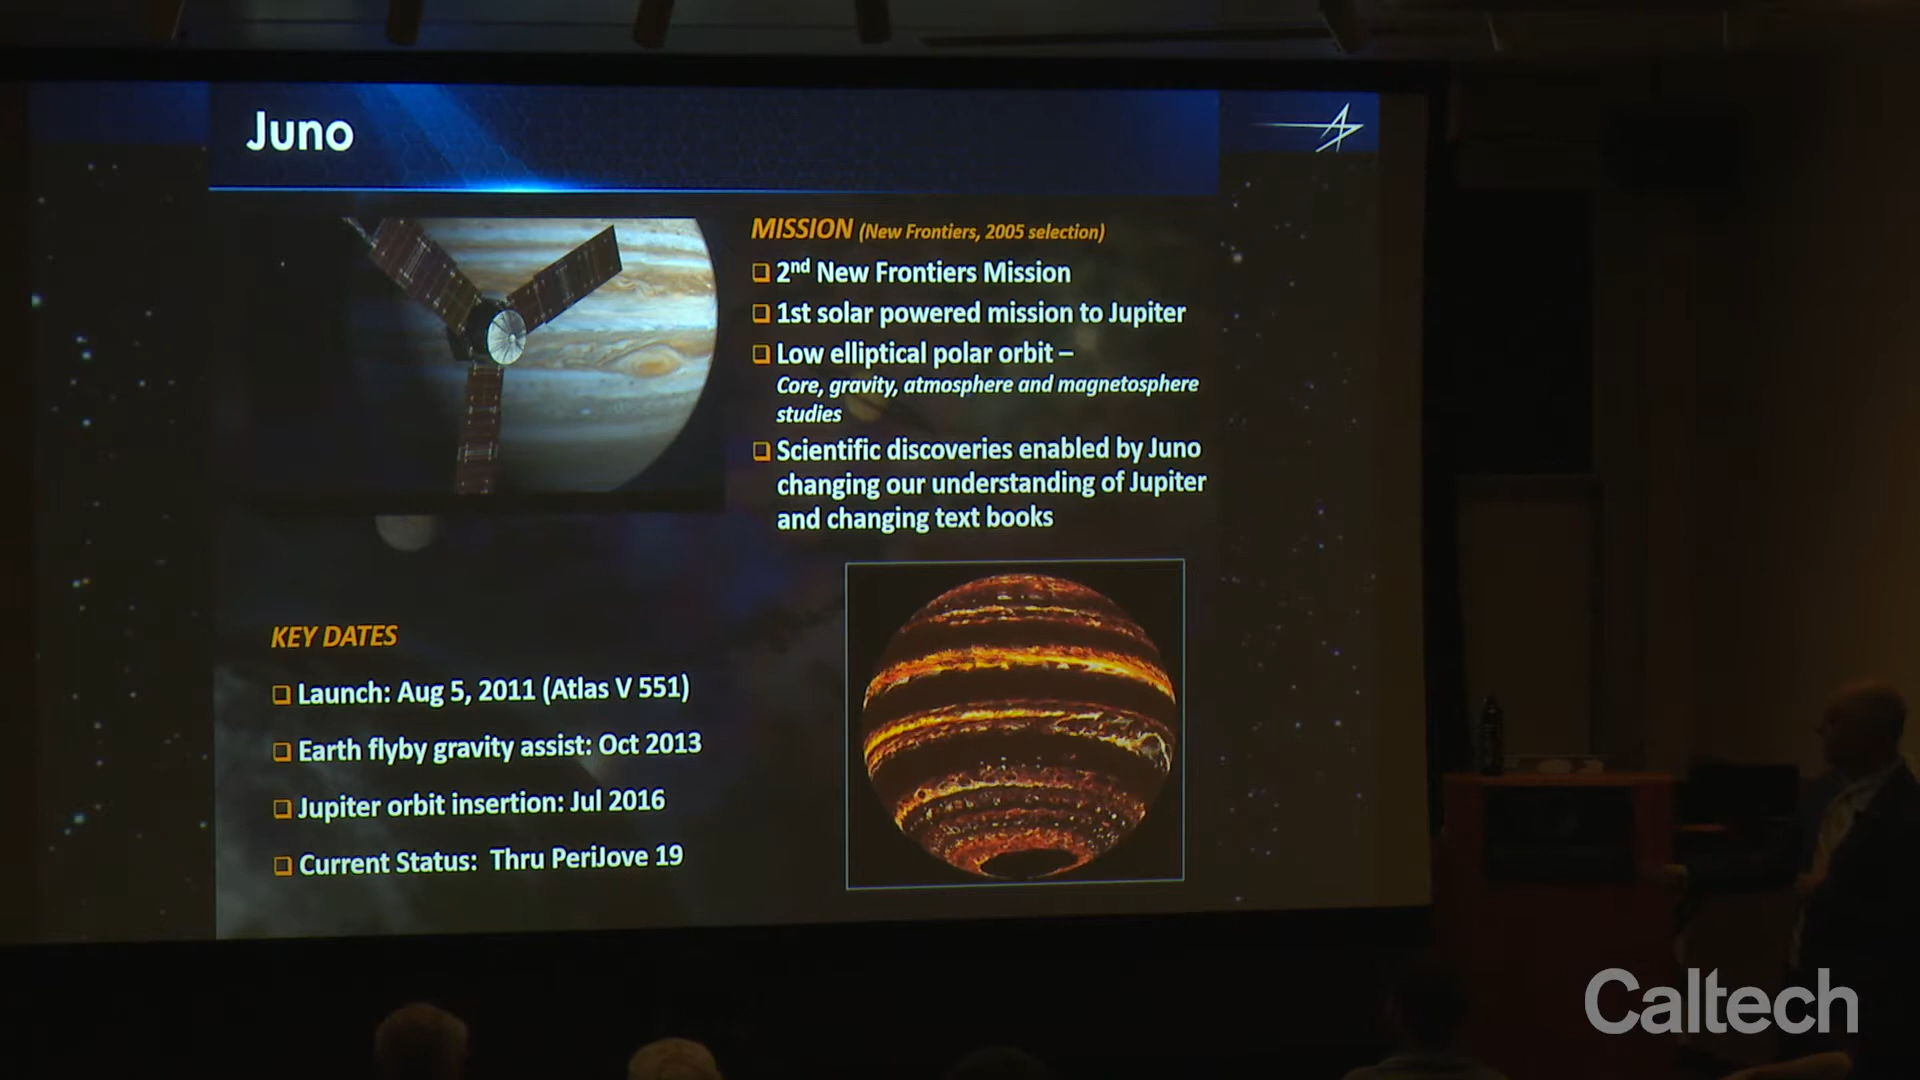 Juno
MISSION (New Frontiers, 2005 selection)
2nd New Frontiers Mission
1st solar powered mission to Jupiter
Low elliptical polar orbit –
Core, gravity, atmosphere and magnetosphere
studies
Scientific discoveries enabled by Juno
changing our understanding of Jupiter
and changing text books
KEY DATES
Launch: Aug 5, 2011 (Atlas V 551)
Earth flyby gravity assist: Oct 2013
Jupiter orbit insertion: Jul 2016
Current Status: Thru PeriJove 19
Caltech